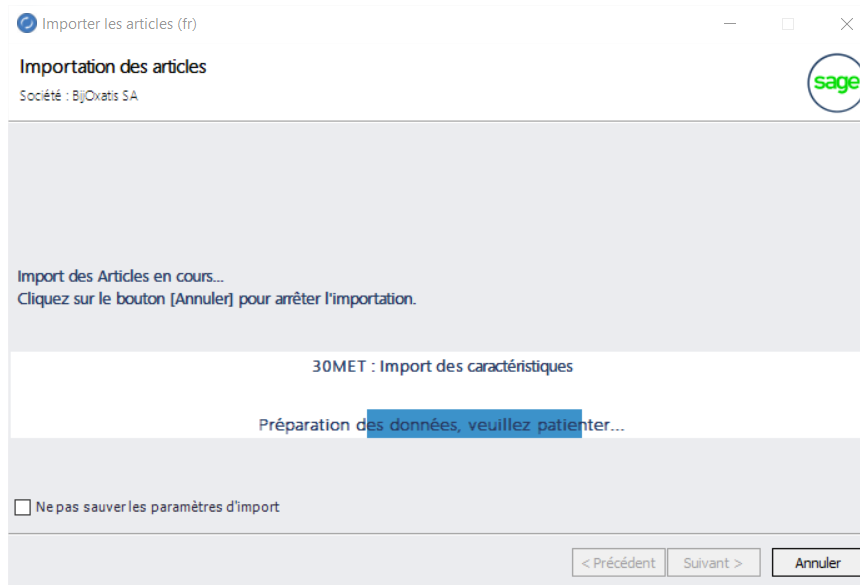 Importer les articles (fr)
Importation des articles
Société : BijOxatis SA
sage
Import des Articles en cours...
Cliquez sur le bouton [Annuler] pour arrêter l'importation.
30MET : Import des caractéristiques
Préparation des données, veuillez patienter...
Ne pas sauver les paramètres d'import
< Précédent Suivant > Annuler